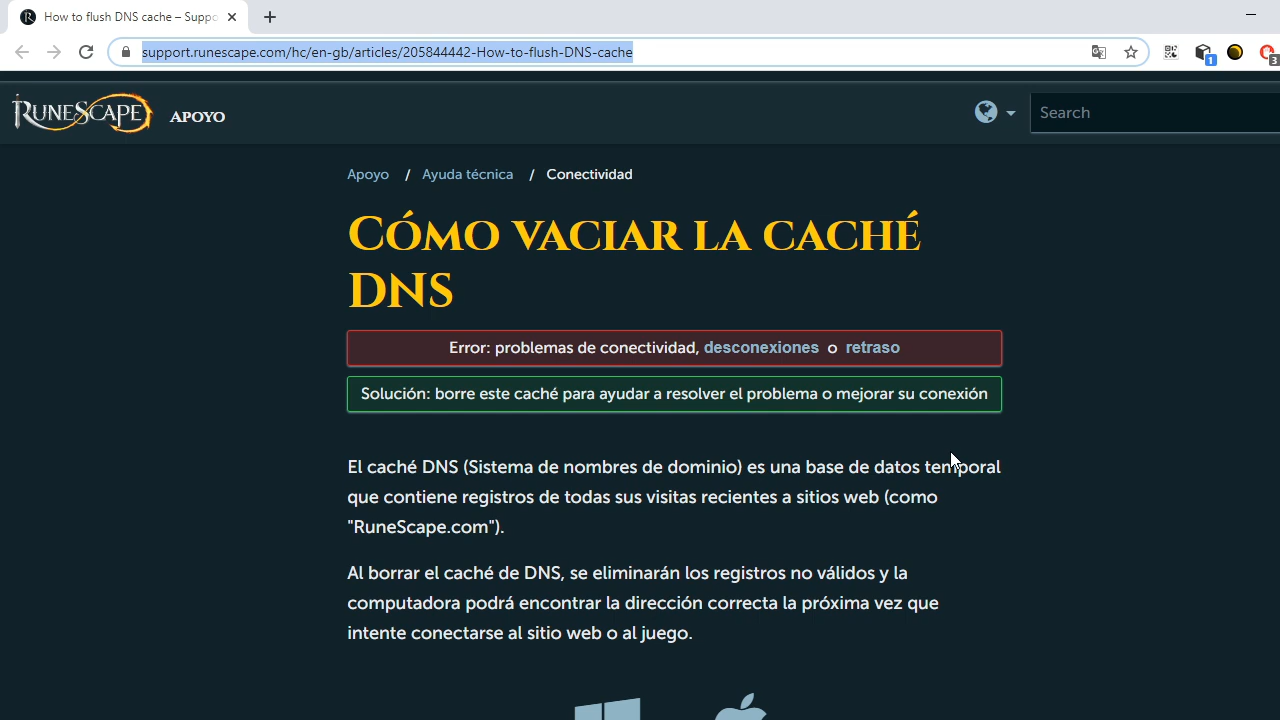 How to flush DNS cache – Suppo
support.runescape.com/hc/en-gb/articles/205844442-How-to-flush-DNS-cache
1
3
RUNESCAPE APOYO
Search
Apoyo / Ayuda técnica / Conectividad
CÓMO VACIAR LA CACHÉ
DNS
Error: problemas de conectividad, desconexiones o retraso
Solución: borre este caché para ayudar a resolver el problema o mejorar su conexión
El caché DNS (Sistema de nombres de dominio) es una base de datos temporal
que contiene registros de todas sus visitas recientes a sitios web (como
"RuneScape.com").
Al borrar el caché de DNS, se eliminarán los registros no válidos y la
computadora podrá encontrar la dirección correcta la próxima vez que
intente conectarse al sitio web o al juego.